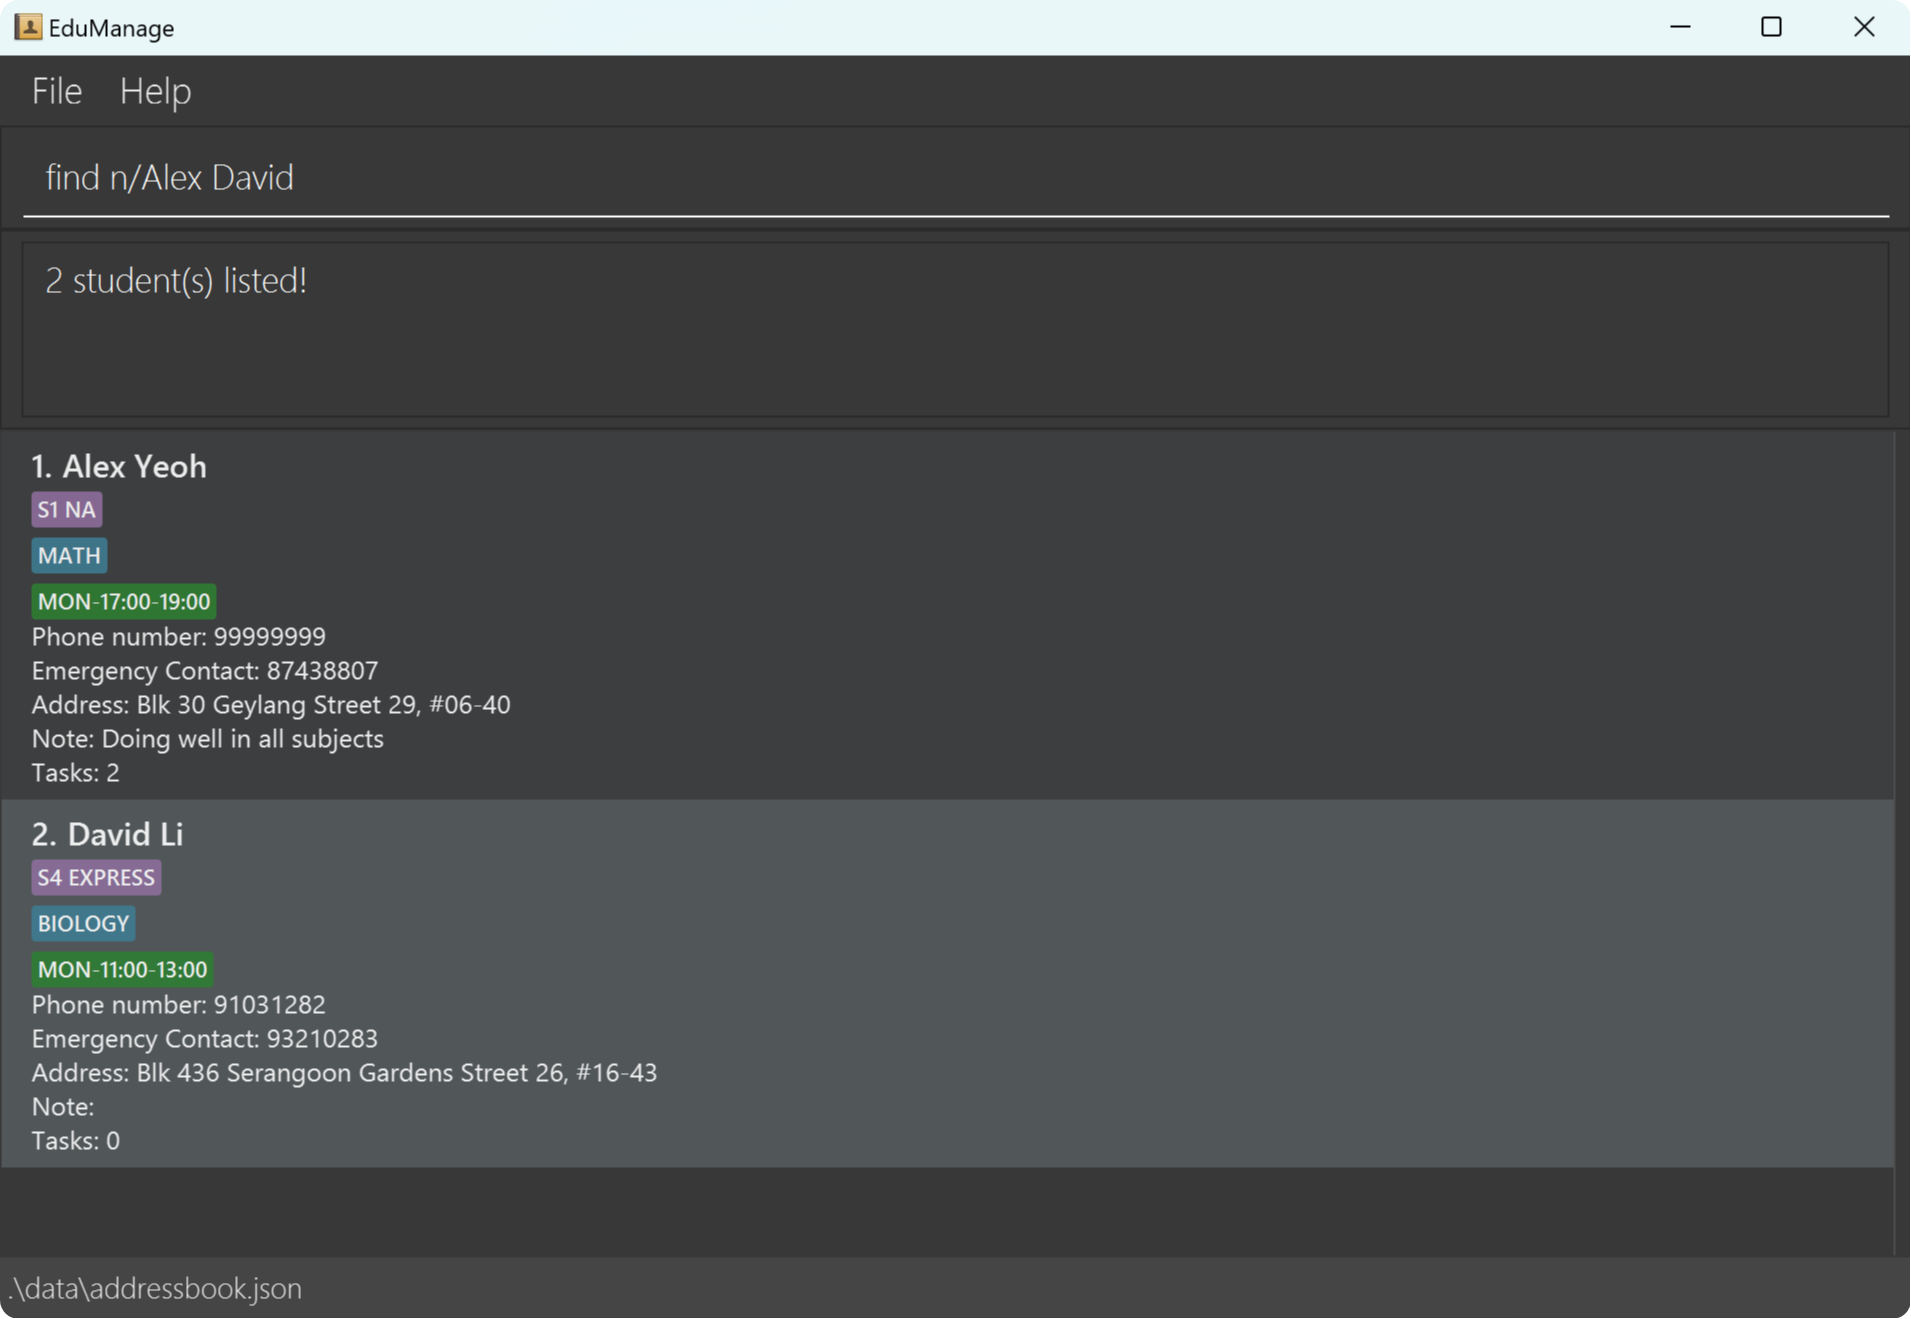 EduManage
File Help
find n/Alex David
2 student(s) listed!
1. Alex Yeoh
S1 NA
MATH
MON-17:00-19:00
Phone number: 99999999
Emergency Contact: 87438807
Address: Blk 30 Geylang Street 29, #06-40
Note: Doing well in all subjects
Tasks: 2
2. David Li
S4 EXPRESS
BIOLOGY
MON-11:00-13:00
Phone number: 91031282
Emergency Contact: 93210283
Address: Blk 436 Serangoon Gardens Street 26, #16-43
Note:
Tasks: 0
.\data\addressbook.json